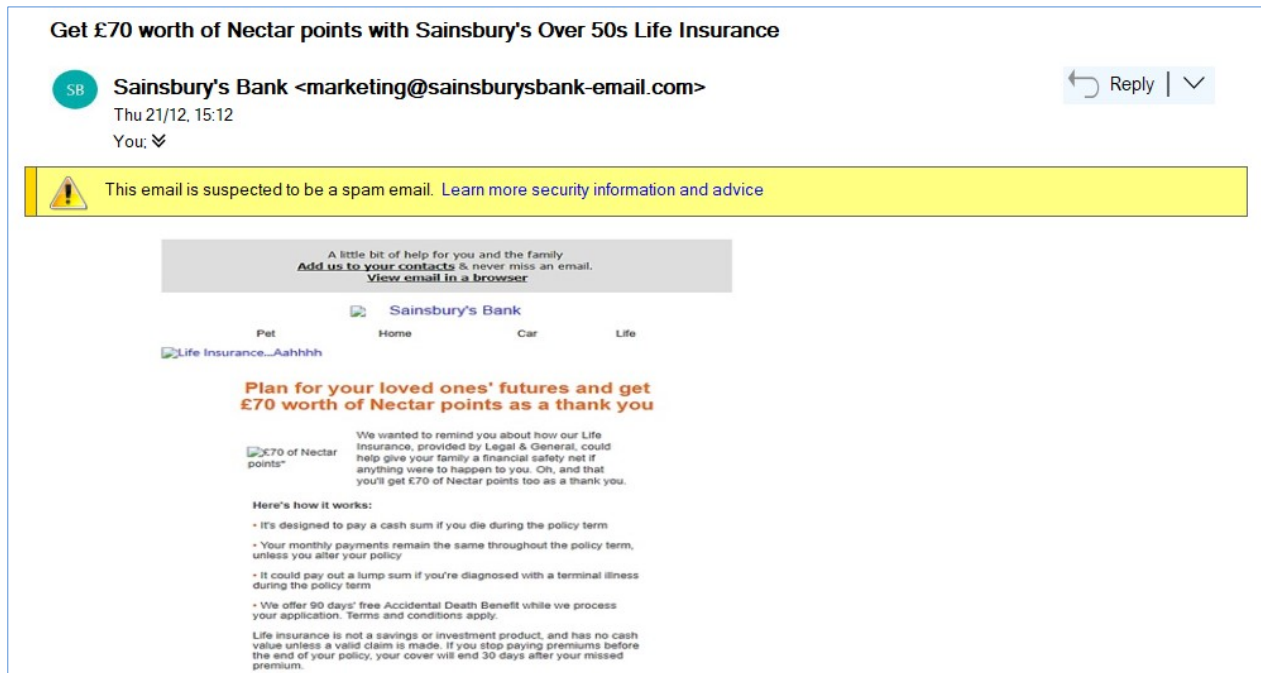 Get £70 worth of Nectar points with Sainsbury's Over 50s Life Insurance
SB
Sainsbury's Bank <marketing@sainsburysbank-email.com>
Reply
Thu 21/12, 15:12
You;
This email is suspected to be a spam email. Learn more security information and advice
A little bit of help for you and the family
Add us to your contacts & never miss an email.
View email in a browser
Sainsbury's Bank
Pet Home Car Life
Life Insurance...Aahhhh
Plan for your loved ones' futures and get
£70 worth of Nectar points as a thank you
£70 of Nectar
points*
We wanted to remind you about how our Life
Insurance, provided by Legal & General, could
help give your family a financial safety net if
anything were to happen to you. Oh, and that
you'll get £70 of Nectar points too as a thank you.
Here's how it works:
• It's designed to pay a cash sum if you die during the policy term
• Your monthly payments remain the same throughout the policy term,
unless you alter your policy
• It could pay out a lump sum if you're diagnosed with a terminal illness
during the policy term
• We offer 90 days' free Accidental Death Benefit while we process
your application. Terms and conditions apply.
Life insurance is not a savings or investment product, and has no cash
value unless a valid claim is made. If you stop paying premiums before
the end of your policy, your cover will end 30 days after your missed
premium.